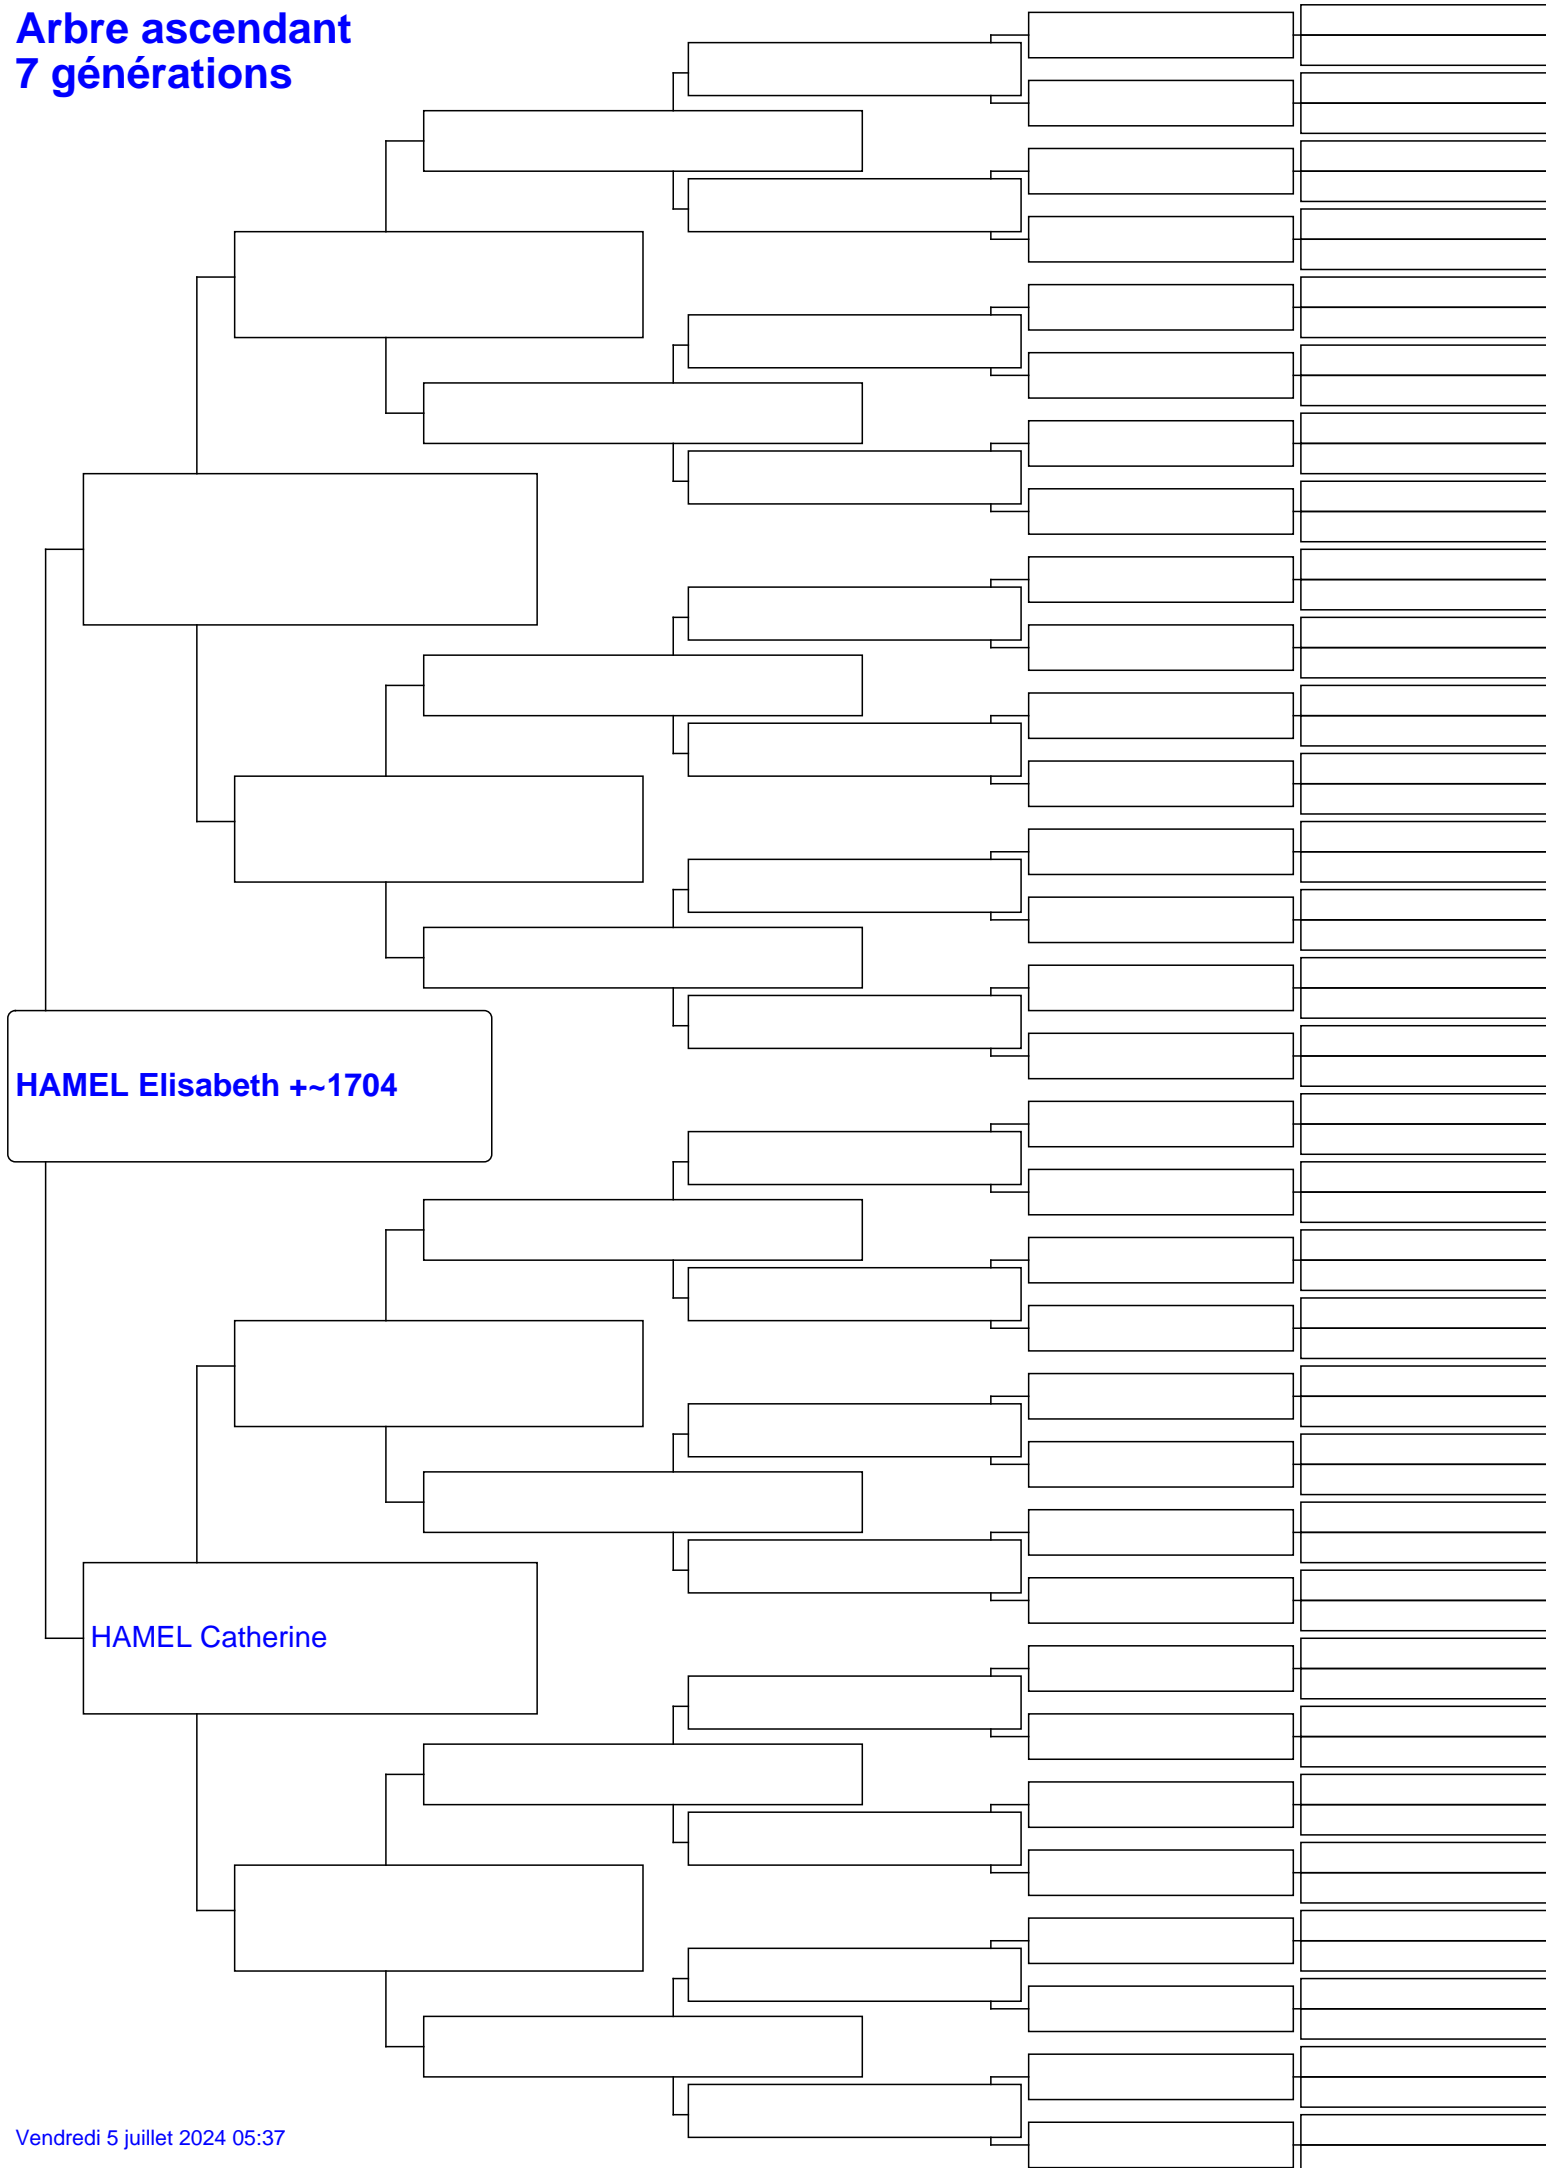 Arbre ascendant
7 générations
HAMEL Elisabeth +~1704
HAMEL Catherine
Vendredi 5 juillet 2024 05:37